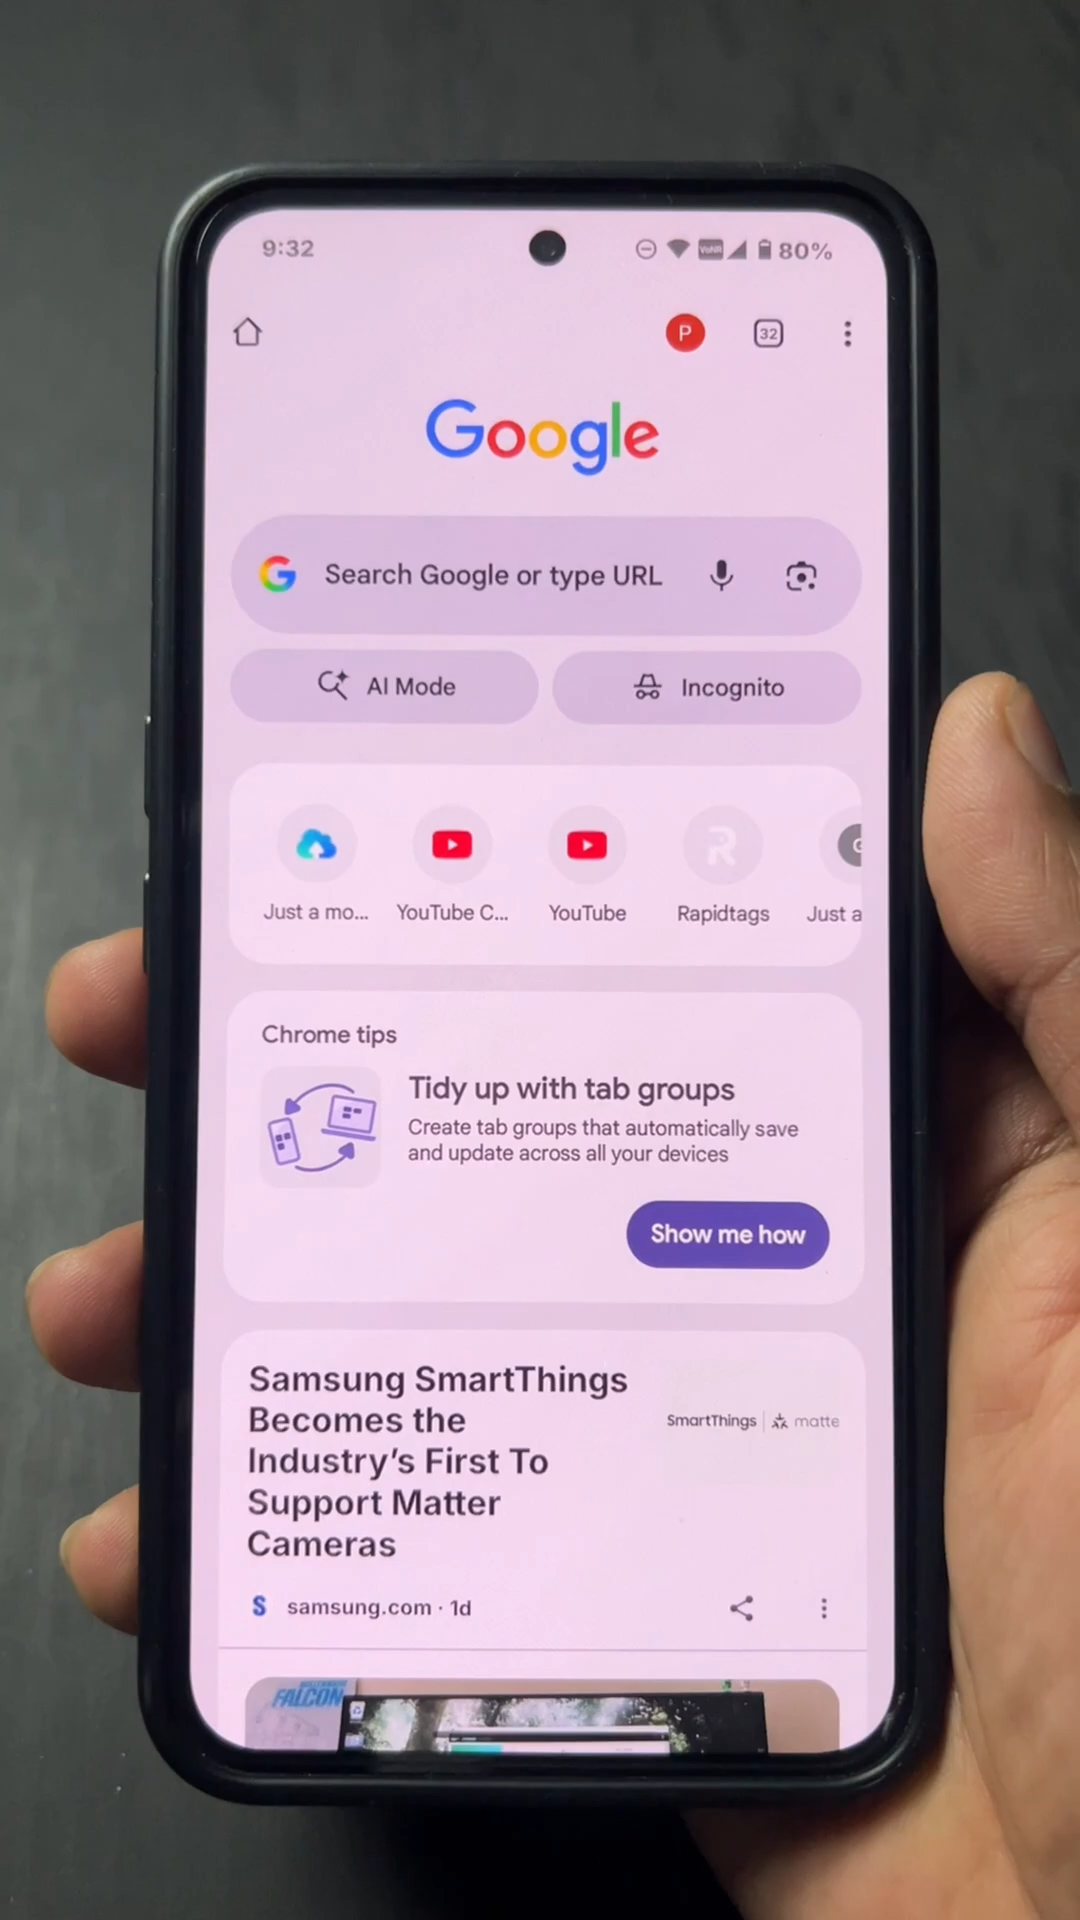 9:32
VoNR
80%
P
32
Google
G
Search Google or type URL
AI Mode
Incognito
Just a mo...
YouTube C...
YouTube
R
Rapidtags
G
Just a
Chrome tips
Tidy up with tab groups
Create tab groups that automatically save
and update across all your devices
Show me how
Samsung SmartThings
Becomes the
Industry's First To
Support Matter
Cameras
SmartThings | matte
S
samsung.com · 1d
MILLENNIUM
FALCON